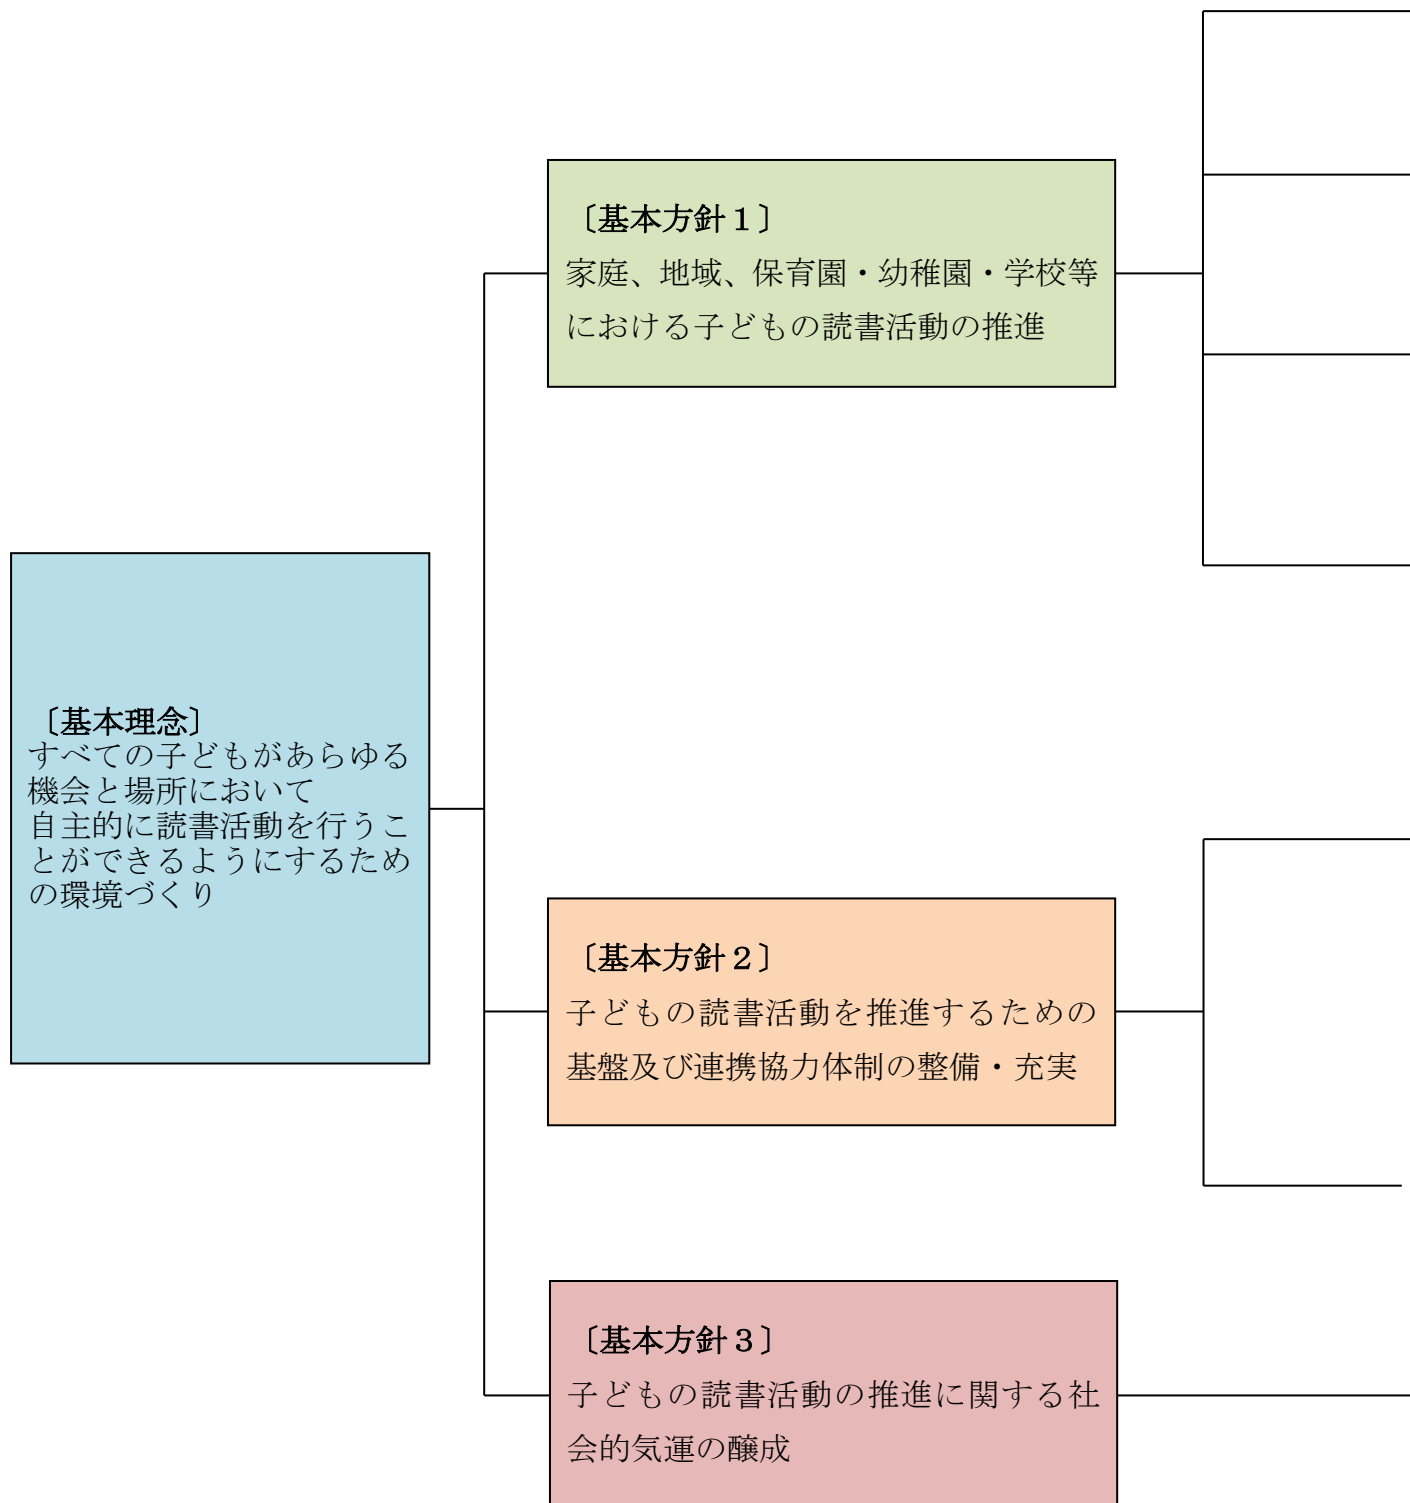 〔基本方針１〕
家庭、地域、保育園・幼稚園・学校等
における子どもの読書活動の推進
〔基本理念〕
すべての子どもがあらゆる
機会と場所において
自主的に読書活動を行うこ
とができるようにするため
の環境づくり
〔基本方針２〕
子どもの読書活動を推進するための
基盤及び連携協力体制の整備・充実
〔基本方針３〕
子どもの読書活動の推進に関する社
会的気運の醸成